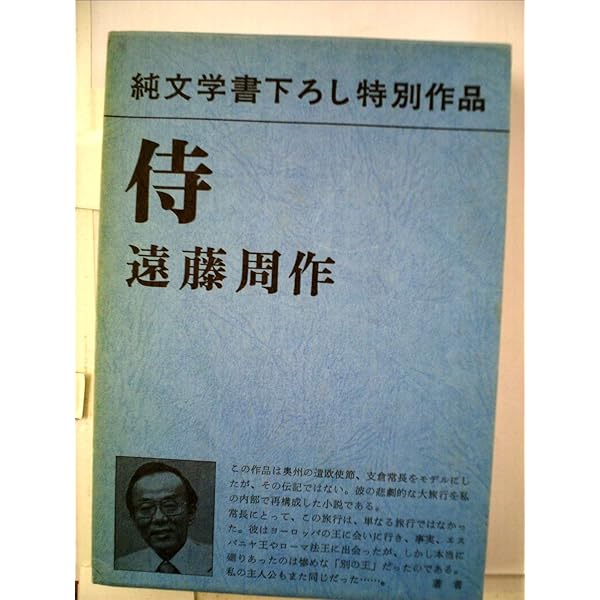 純文学書下ろし特別作品
侍
遠藤周作
この作品は奥州の遣欧使節、支倉常長をモデルにし
たが、その伝記ではない。彼の悲劇的な大旅行を私
の内部で再構成した小説である。
常長にとって、この旅行は、単なる旅行ではなかっ
た。彼はヨーロッパの王に会いに行き、事実、エス
パニヤ王やローマ法王に出会ったが、しかし本当に
廻りあったのは惨めな「別の王」だったのである。
私の主人公もまた同じだった……。
著者